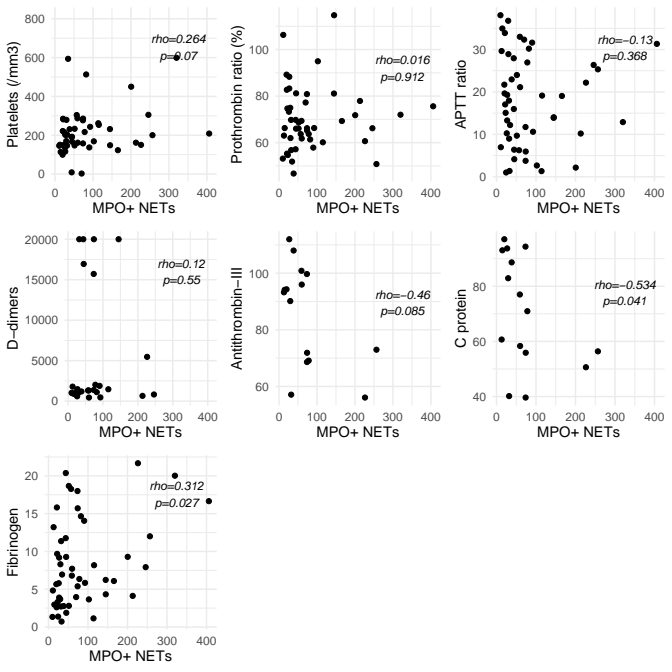 Platelets (/mm3)
800
600
400
200
0
rho=0.264
p=0.07
0 100 200 300 400
MPO+ NETs
Prothrombin ratio (%)
100
80
60
rho=0.016
p=0.912
0 100 200 300 400
MPO+ NETs
APTT ratio
30
20
10
0
rho=−0.13
p=0.368
0 100 200 300 400
MPO+ NETs
D−dimers
20000
15000
10000
5000
0
rho=0.12
p=0.55
0 100 200 300 400
MPO+ NETs
Antithrombin−III
100
80
60
rho=−0.46
p=0.085
0 100 200 300 400
MPO+ NETs
C protein
100
80
60
40
rho=−0.534
p=0.041
0 100 200 300 400
MPO+ NETs
Fibrinogen
20
15
10
5
0
rho=0.312
p=0.027
0 100 200 300 400
MPO+ NETs